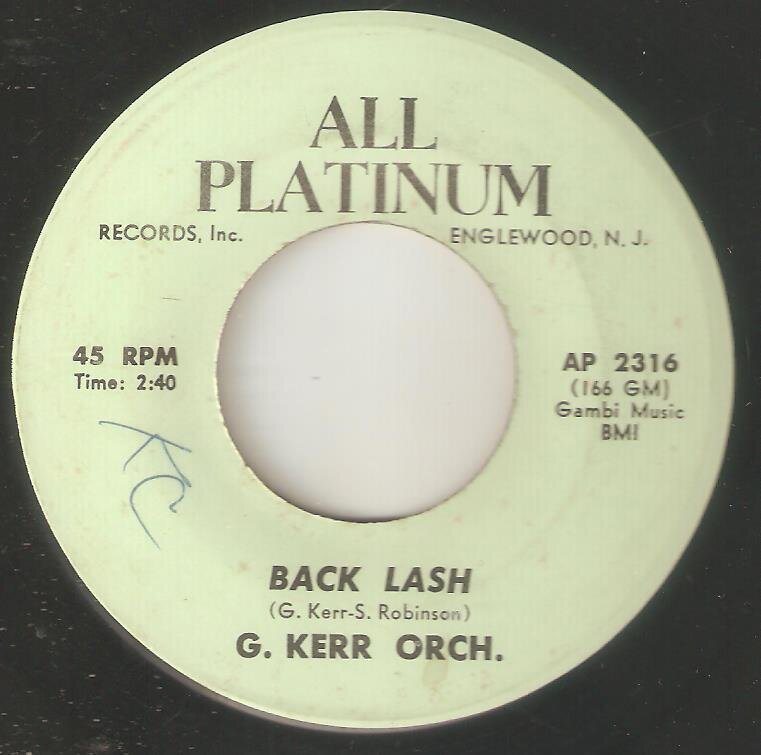 ALL
PLATINUM
RECORDS, Inc.
ENGLEWOOD, N. J.
45 RPM
Time: 2:40
AP 2316
(166 GM)
Gambi Music
BMI
KC
BACK LASH
(G. Kerr-S. Robinson)
G. KERR ORCH.